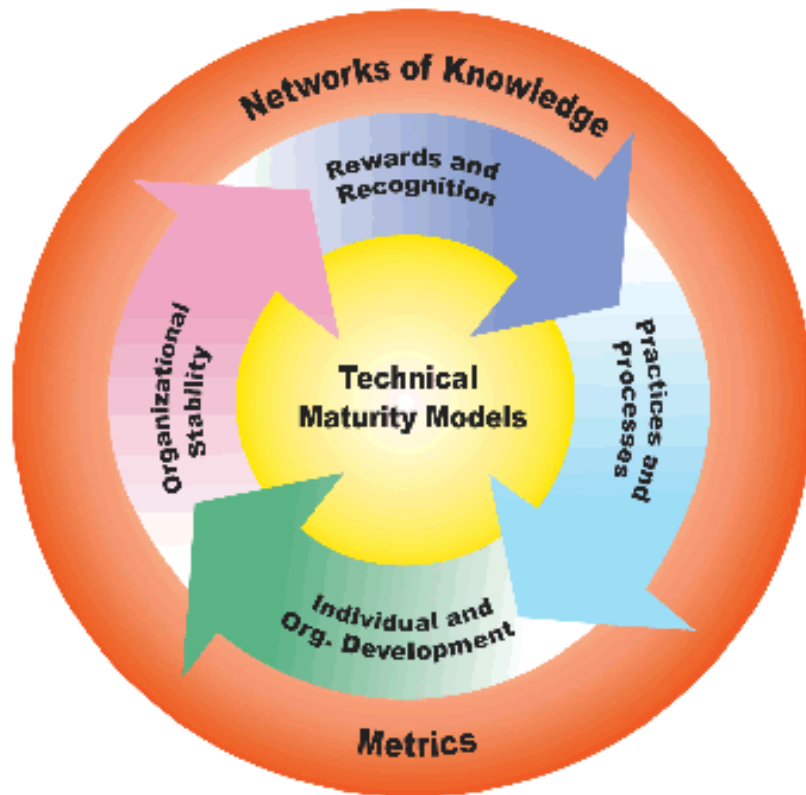 Networks of Knowledge
Rewards and
Recognition
Practices and
Processes
Technical
Maturity Models
Organizational
Stability
Individual and
Org. Development
Metrics